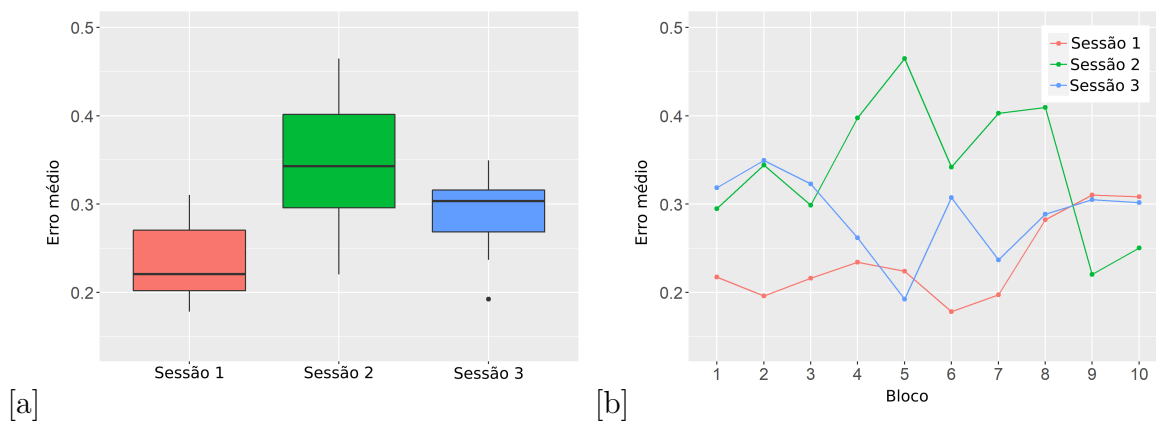 Erro médio
0.5
0.4
0.3
0.2
Sessão 1 Sessão 2 Sessão 3
[a]
Erro médio
0.5
0.4
0.3
0.2
Sessão 1
Sessão 2
Sessão 3
1 2 3 4 5 6 7 8 9 10
Bloco
[b]